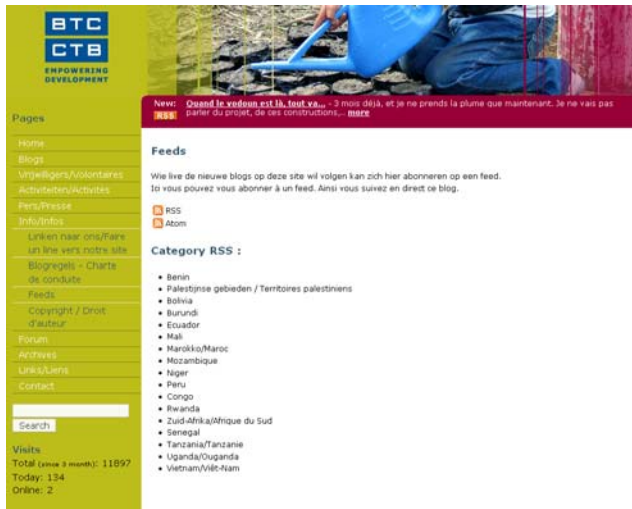 BTC
CTB
EMPOWERING
DEVELOPMENT
Pages
Home
Blogs
Vrijwilligers/Volontaires
Activiteiten/Activités
Pers/Presse
Info/Infos
Linken naar ons/Faire
un line vers notre site
Blogregels - Charte
de conduite
Feeds
Copyright / Droit
d'auteur
Forum
Archives
Links/Liens
Contact
Search
Visits
Total (since 3 month): 11897
Today: 134
Online: 2
New: Quand le vodoun est là, tout va... - 3 mois déjà, et je ne prends la plume que maintenant. Je ne vais pas
RSS parler du projet, de ces constructions,.. more
Feeds
Wie live de nieuwe blogs op deze site wil volgen kan zich hier abonneren op een feed.
Ici vous pouvez vous abonner à un feed. Ainsi vous suivez en direct ce blog.
RSS
Atom
Category RSS :
• Benin
• Palestijnse gebieden / Territoires palestiniens
• Bolivia
• Burundi
• Ecuador
• Mali
• Marokko/Maroc
• Mozambique
• Niger
• Peru
• Congo
• Rwanda
• Zuid-Afrika/Afrique du Sud
• Senegal
• Tanzania/Tanzanie
• Uganda/Ouganda
• Vietnam/Viêt-Nam